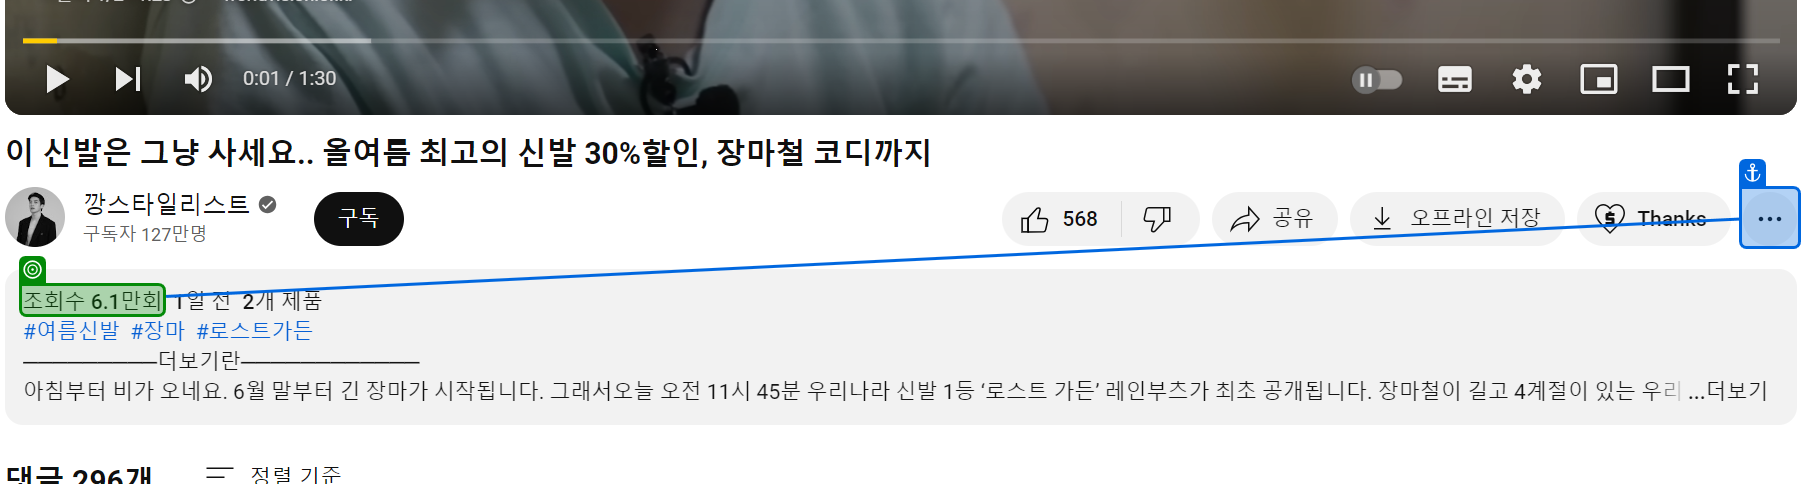 0:01 / 1:30
이 신발은 그냥 사세요.. 올여름 최고의 신발 30%할인, 장마철 코디까지
깡스타일리스트
구독자 127만명
구독
568
공유
오프라인 저장
Thanks
조회수 6.1만회 1일 전 2개 제품
#여름신발 #장마 #로스트가든
─────────더보기란────────────
아침부터 비가 오네요. 6월 말부터 긴 장마가 시작됩니다. 그래서오늘 오전 11시 45분 우리나라 신발 1등 ‘로스트 가든’ 레인부츠가 최초 공개됩니다. 장마철이 길고 4계절이 있는 우리 ...더보기
댓글 296개
정렬 기준